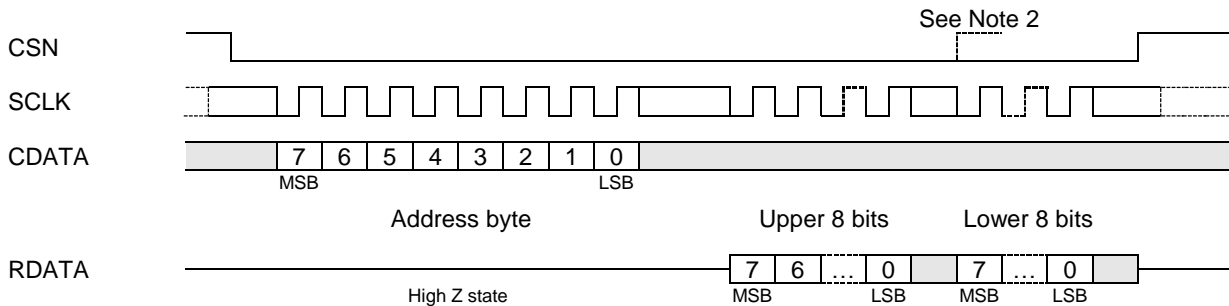 See Note 2
CSN
SCLK
CDATA
7 6 5 4 3 2 1 0
MSB LSB
Address byte Upper 8 bits Lower 8 bits
RDATA
7 6 … 0 7 … 0
High Z state MSB LSB MSB LSB